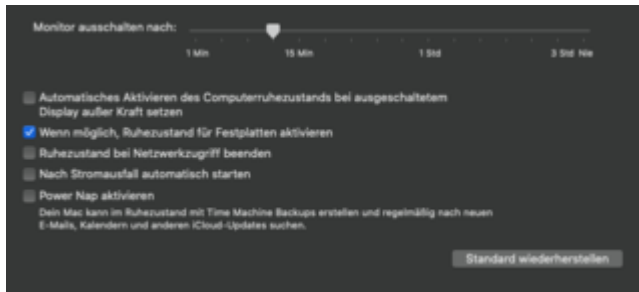 Monitor ausschalten nach:
1 Min 15 Min 1 Std 3 Std Nie
Automatisches Aktivieren des Computerruhezustands bei ausgeschaltetem
Display außer Kraft setzen
Wenn möglich, Ruhezustand für Festplatten aktivieren
Ruhezustand bei Netzwerkzugriff beenden
Nach Stromausfall automatisch starten
Power Nap aktivieren
Dein Mac kann im Ruhezustand mit Time Machine Backups erstellen und regelmäßig nach neuen
E-Mails, Kalendern und anderen iCloud-Updates suchen.
Standard wiederherstellen